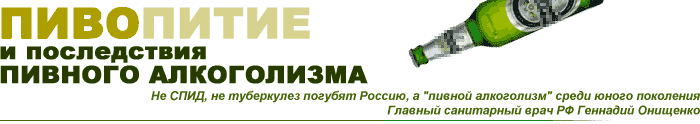 ПИВОПИТИЕ
и последствия
ПИВНОГО АЛКОГОЛИЗМА
Не СПИД, не туберкулез погубят Россию, а "пивной алкоголизм" среди юного поколения
Главный санитарный врач РФ Геннадий Онищенко